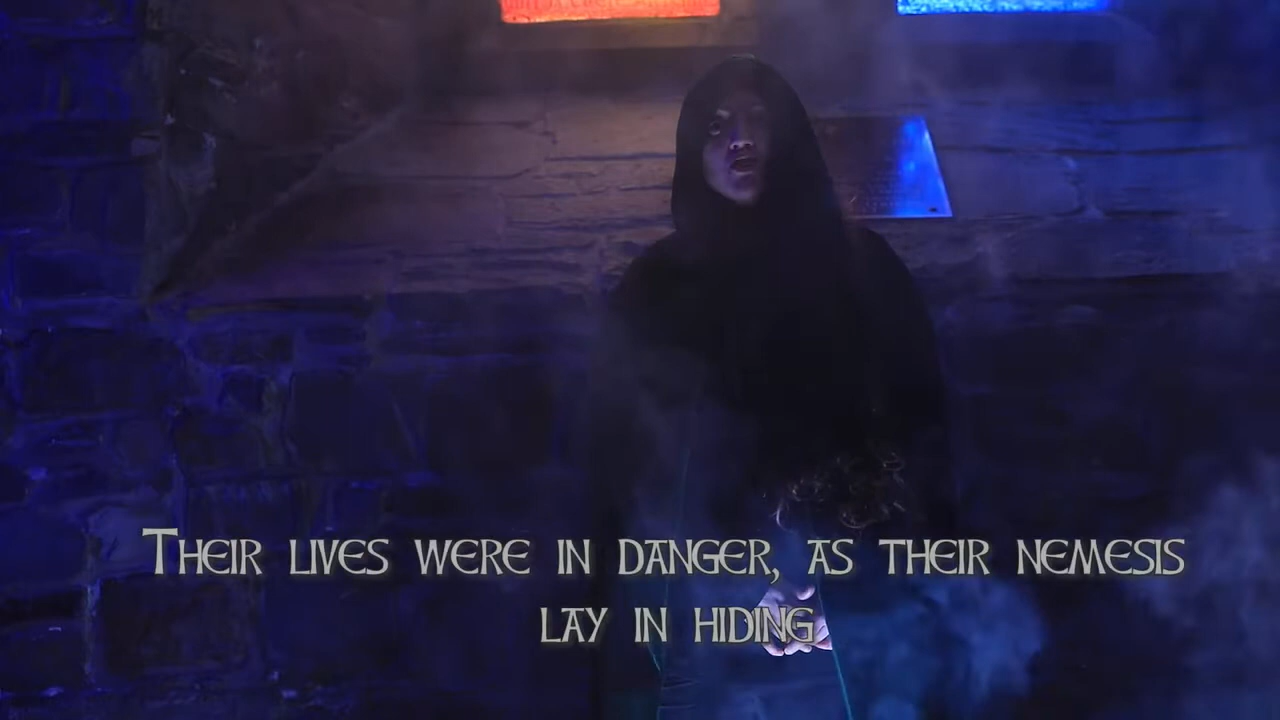 Their lives were in danger, as their nemesis
lay in hiding